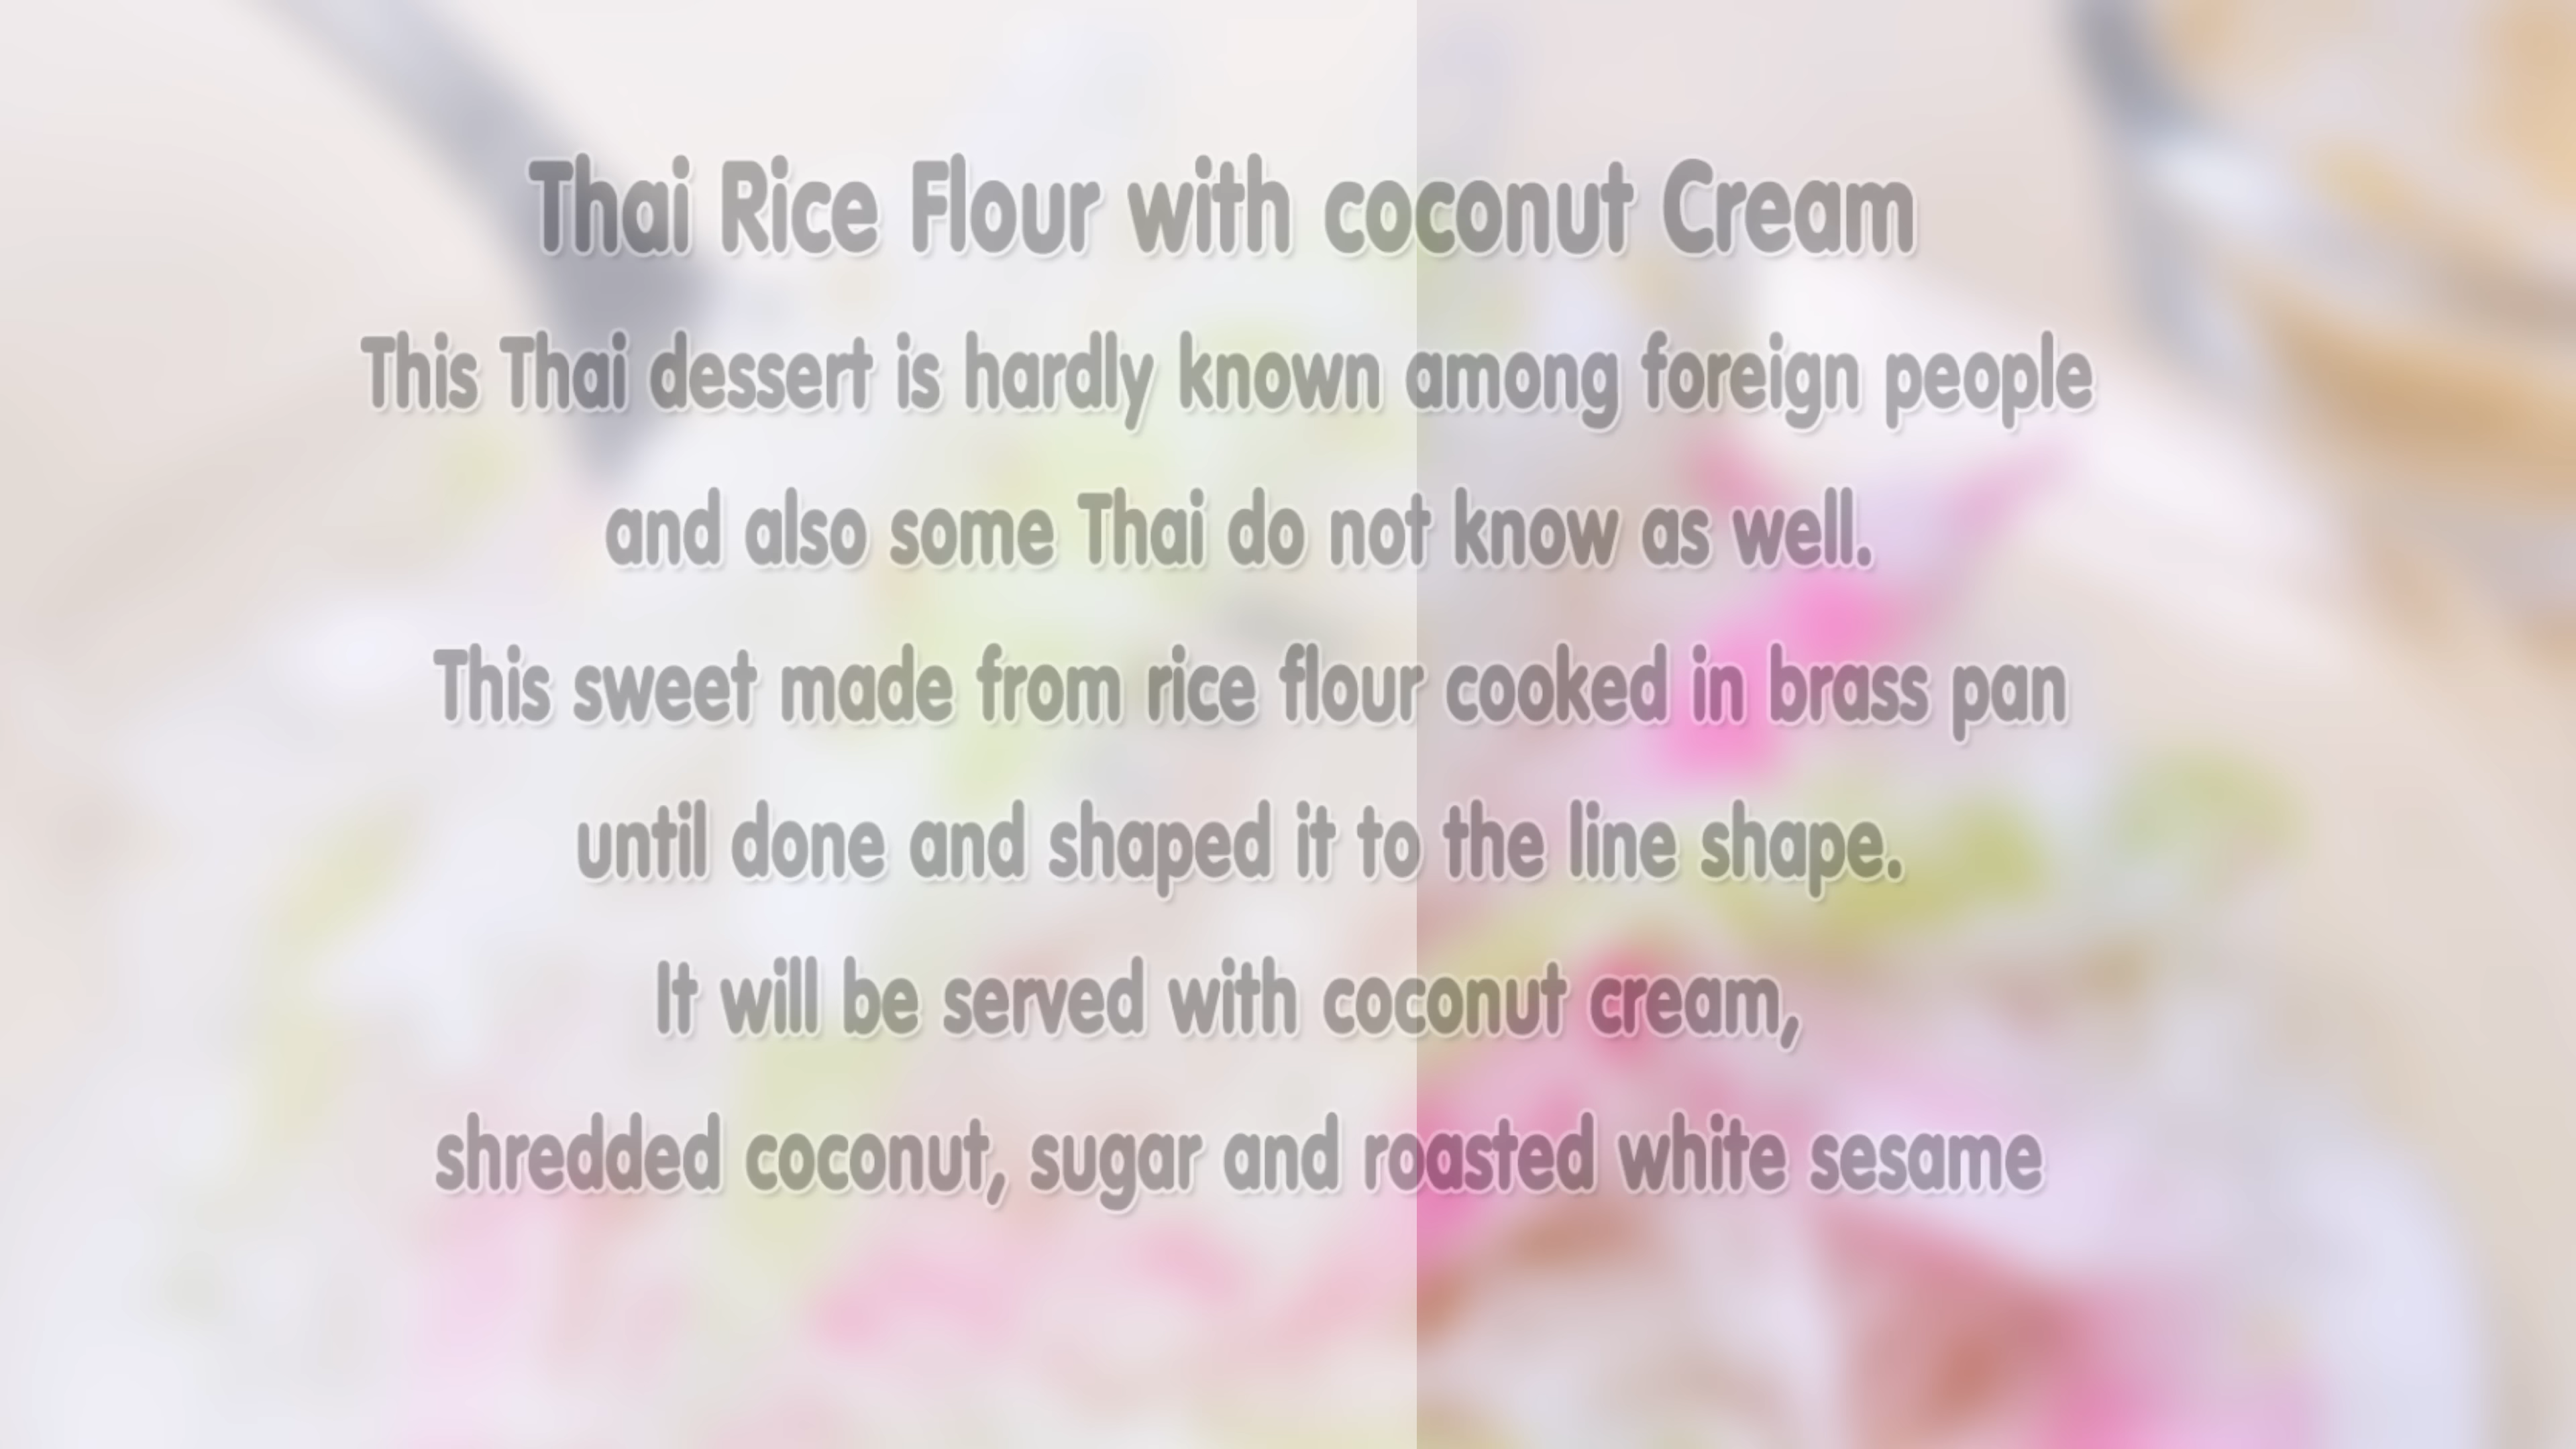 Thai Rice Flour with coconut Cream
This Thai dessert is hardly known among foreign people
and also some Thai do not know as well.
This sweet made from rice flour cooked in brass pan
until done and shaped it to the line shape.
It will be served with coconut cream,
shredded coconut, sugar and roasted white sesame